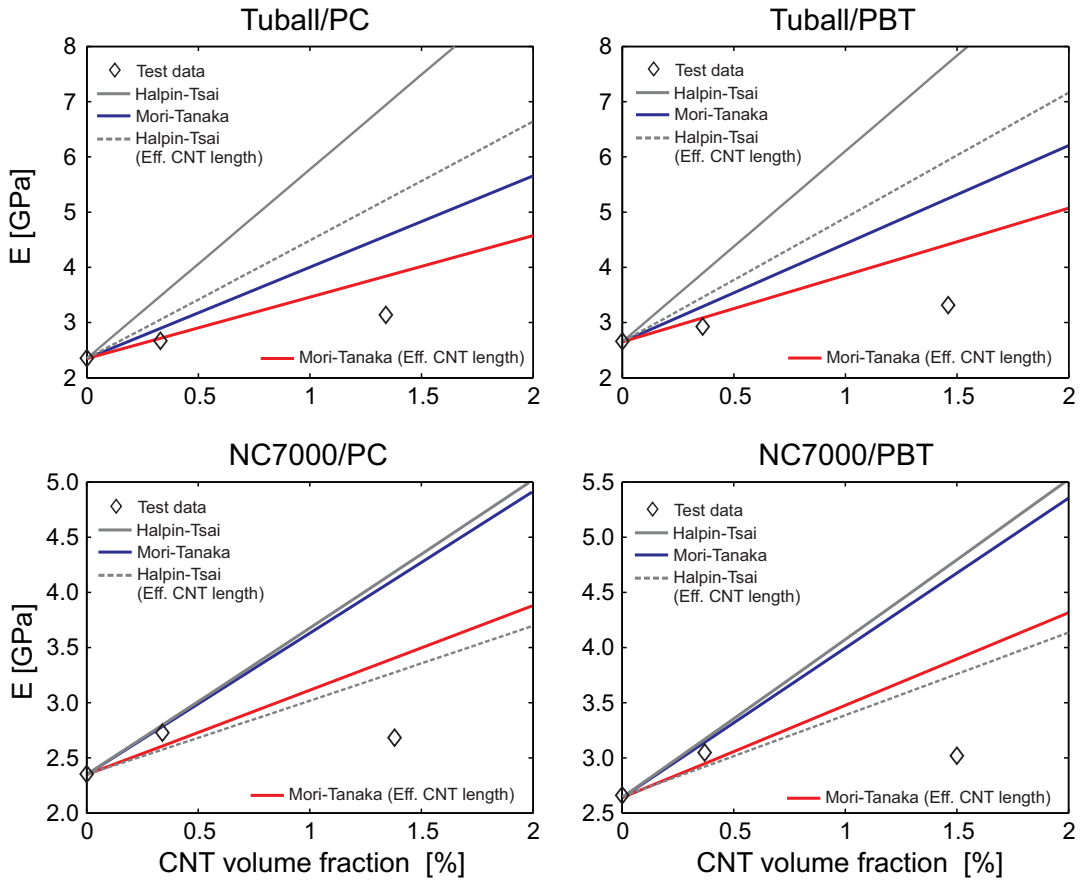 Tuball/PC
8
7
6
5
4
3
2
E [GPa]
Test data
Halpin-Tsai
Mori-Tanaka
Halpin-Tsai
(Eff. CNT length)
Mori-Tanaka (Eff. CNT length)
0
0.5
1
1.5
2
Tuball/PBT
8
7
6
5
4
3
2
Test data
Halpin-Tsai
Mori-Tanaka
Halpin-Tsai
(Eff. CNT length)
Mori-Tanaka (Eff. CNT length)
0
0.5
1
1.5
2
NC7000/PC
5.0
4.5
4.0
3.5
3.0
2.5
2.0
E [GPa]
Test data
Halpin-Tsai
Mori-Tanaka
Halpin-Tsai
(Eff. CNT length)
Mori-Tanaka (Eff. CNT length)
0
0.5
1
1.5
2
CNT volume fraction [%]
NC7000/PBT
5.5
5.0
4.5
4.0
3.5
3.0
2.5
Test data
Halpin-Tsai
Mori-Tanaka
Halpin-Tsai
(Eff. CNT length)
Mori-Tanaka (Eff. CNT length)
0
0.5
1
1.5
2
CNT volume fraction [%]